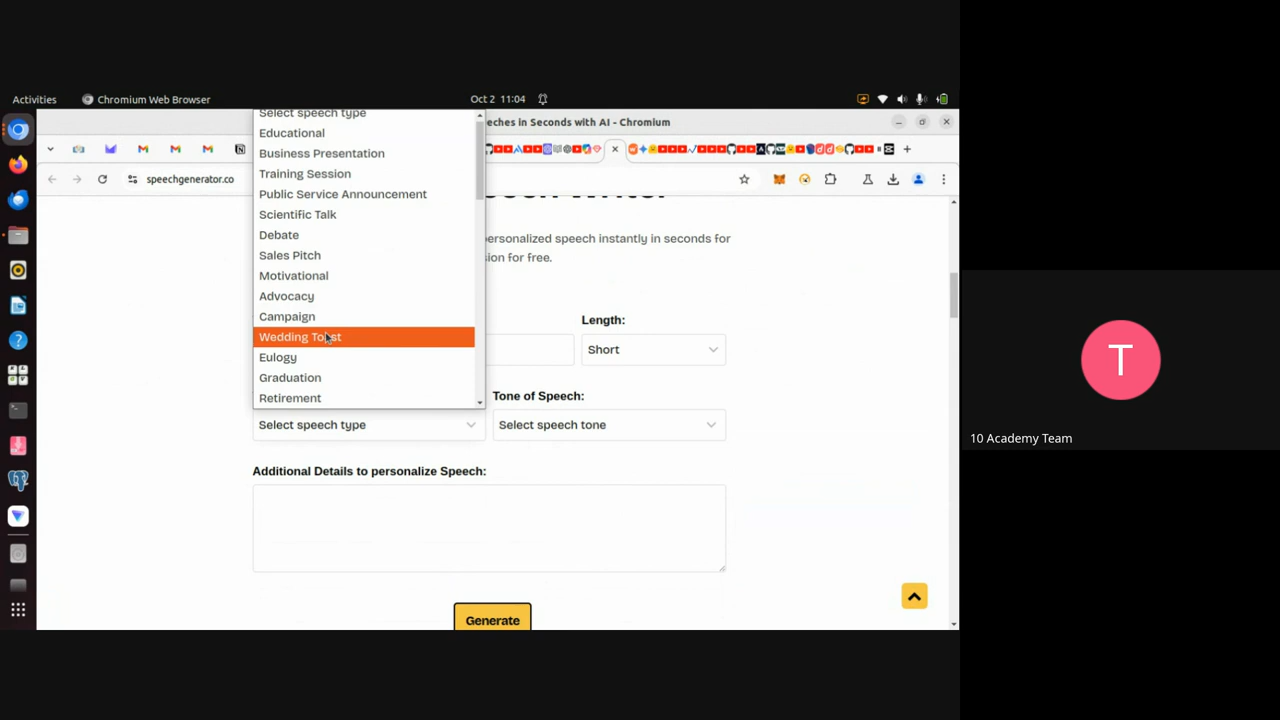 Activities
Chromium Web Browser
Oct 2 11:04
eeches in Seconds with AI - Chromium
speechgenerator.co
Select speech type
Educational
Business Presentation
Training Session
Public Service Announcement
Scientific Talk
Debate
Sales Pitch
Motivational
Advocacy
Campaign
Wedding Toast
Eulogy
Graduation
Retirement
personalized speech instantly in seconds for
sion for free.
Length:
Short
Tone of Speech:
Select speech type
Select speech tone
Additional Details to personalize Speech:
Generate
T
10 Academy Team